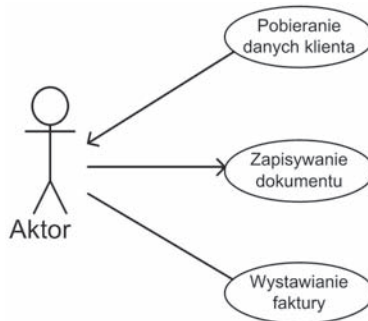 Pobieranie
danych klienta
Zapisywanie
dokumentu
Aktor
Wystawianie
faktury